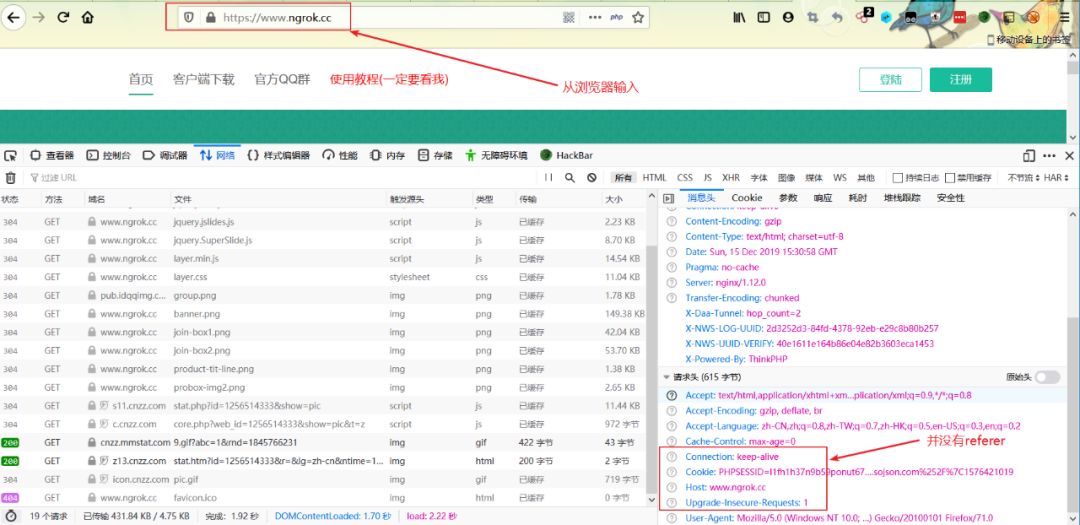 https://www.ngrok.cc
php
2
移动设备上的书签
首页 客户端下载 官方QQ群 使用教程(一定要看我)
从浏览器输入
登陆 注册
查看器 控制台 调试器 网络 样式编辑器 性能 内存 存储 无障碍环境 HackBar
过滤 URL
所有 HTML CSS JS XHR 字体 图像 媒体 WS 其他 持续日志 禁用缓存 不节流 HAR
状态 方法 域名 文件 触发源头 类型 传输 大小
304 GET www.ngrok.cc jquery.jslides.js script js 已缓存 2.23 KB
304 GET www.ngrok.cc jquery.SuperSlide.js script js 已缓存 8.70 KB
304 GET www.ngrok.cc layer.min.js script js 已缓存 14.54 KB
304 GET www.ngrok.cc layer.css stylesheet css 已缓存 11.04 KB
304 GET pub.idqqimg.c... group.png img png 已缓存 1.78 KB
304 GET www.ngrok.cc banner.png img png 已缓存 149.38 KB
304 GET www.ngrok.cc join-box1.png img png 已缓存 42.04 KB
304 GET www.ngrok.cc join-box2.png img png 已缓存 53.70 KB
304 GET www.ngrok.cc product-tit-line.png img png 已缓存 1.38 KB
304 GET www.ngrok.cc probox-img2.png img png 已缓存 2.65 KB
304 GET s11.cnzz.com stat.php?id=1256514333&show=pic script js 已缓存 11.44 KB
304 GET c.cnzz.com core.php?web_id=1256514333&show=pic&t=z script js 已缓存 972 字节
200 GET cnzz.mmstat.com 9.gif?abc=1&rnd=1845766231 img gif 422 字节 43 字节
200 GET z13.cnzz.com stat.htm?id=1256514333&r=&lg=zh-cn&ntime=1... img html 200 字节 2 字节
304 GET icon.cnzz.com pic.gif img gif 已缓存 719 字节
404 GET www.ngrok.cc favicon.ico img html 已缓存 0 字节
19 个请求 已传输 431.84 KB / 4.75 KB 完成: 1.92 秒 DOMContentLoaded: 1.70 秒 load: 2.22 秒
消息头 Cookie 参数 响应 耗时 堆栈跟踪 安全性
Connection: keep-alive
Content-Encoding: gzip
Content-Type: text/html; charset=utf-8
Date: Sun, 15 Dec 2019 15:30:58 GMT
Pragma: no-cache
Server: nginx/1.12.0
Transfer-Encoding: chunked
X-Daa-Tunnel: hop_count=2
X-NWS-LOG-UUID: 2d3252d3-84fd-4378-92eb-e29c8b80b257
X-NWS-UUID-VERIFY: 40e1611e164b86e04e82b3603eca1453
X-Powered-By: ThinkPHP
请求头 (615 字节) 原始头
Accept: text/html,application/xhtml+xm...plication/xml;q=0.9,*/*;q=0.8
Accept-Encoding: gzip, deflate, br
Accept-Language: zh-CN,zh;q=0.8,zh-TW;q=0.7,zh-HK;q=0.5,en-US;q=0.3,en;q=0.2
Cache-Control: max-age=0
并没有referer
Connection: keep-alive
Cookie: PHPSESSID=l1fh1h37n9b59ponut67....sojson.com%252F%7C1576421019
Host: www.ngrok.cc
Upgrade-Insecure-Requests: 1
User-Agent: Mozilla/5.0 (Windows NT 10.0; ...) Gecko/20100101 Firefox/71.0